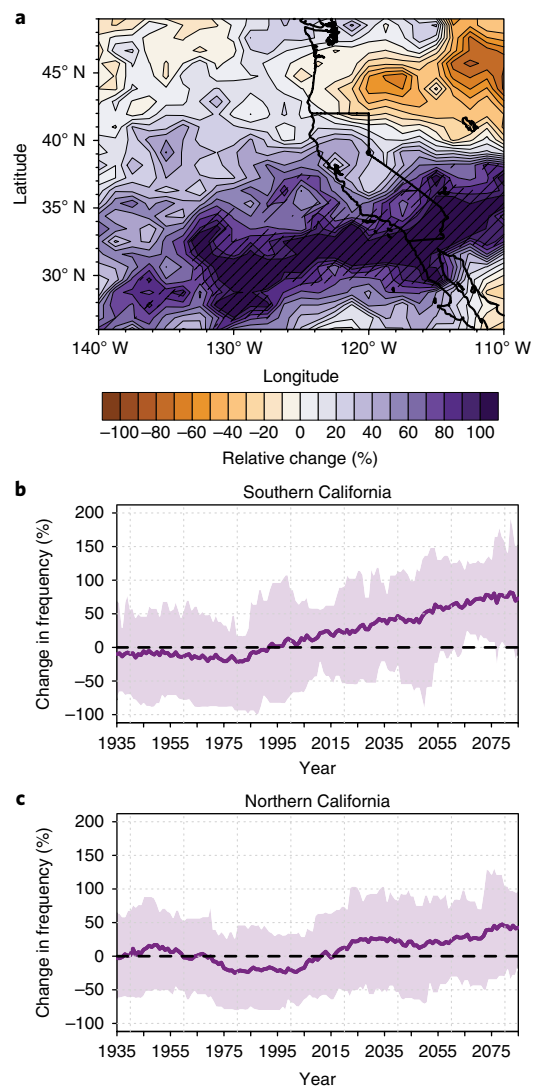 a
45° N
40° N
35° N
30° N
Latitude
140° W 130° W 120° W 110° W
Longitude
−100 −80 −60 −40 −20 0 20 40 60 80 100
Relative change (%)
b
Southern California
200
150
100
50
0
−50
−100
Change in frequency (%)
1935 1955 1975 1995 2015 2035 2055 2075
Year
c
Northern California
200
150
100
50
0
−50
−100
Change in frequency (%)
1935 1955 1975 1995 2015 2035 2055 2075
Year